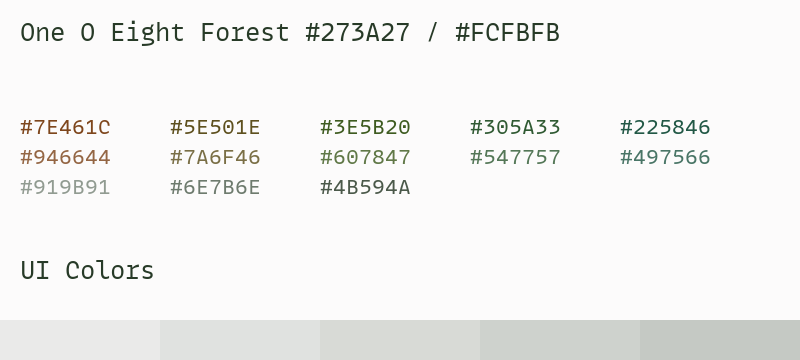 One O Eight Forest #273A27 / #FCFBFB
#7E461C #5E501E #3E5B20 #305A33 #225846
#946644 #7A6F46 #607847 #547757 #497566
#919B91 #6E7B6E #4B594A
UI Colors